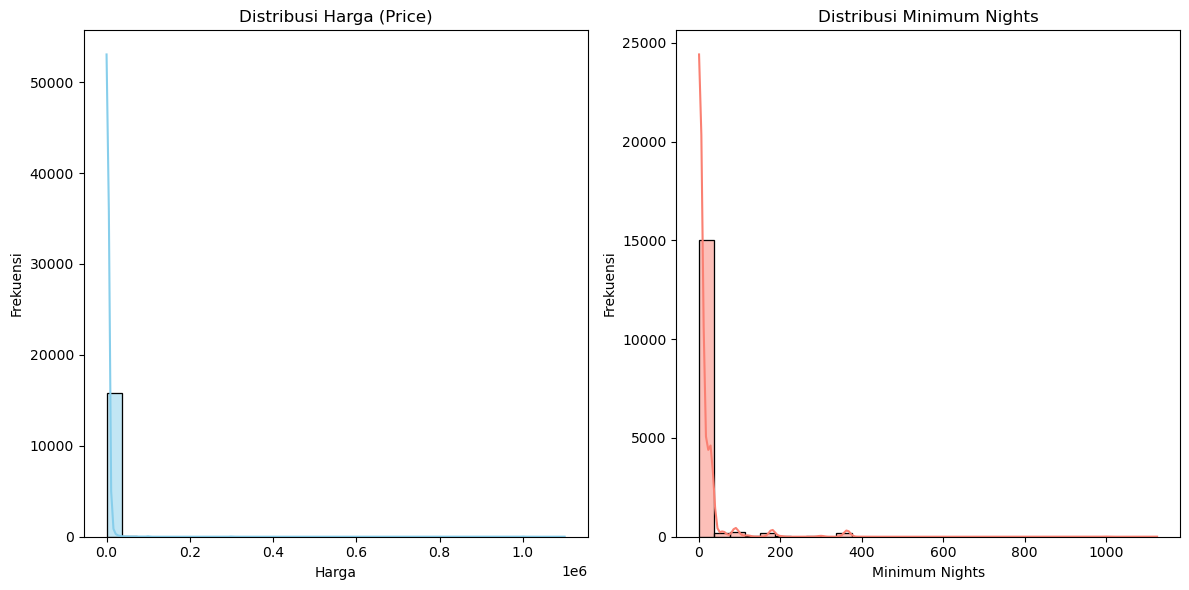 Distribusi Harga (Price)
50000
40000
30000
20000
10000
0
Frekuensi
0.0 0.2 0.4 0.6 0.8 1.0
1e6
Harga
Distribusi Minimum Nights
25000
20000
15000
10000
5000
0
Frekuensi
0 200 400 600 800 1000
Minimum Nights